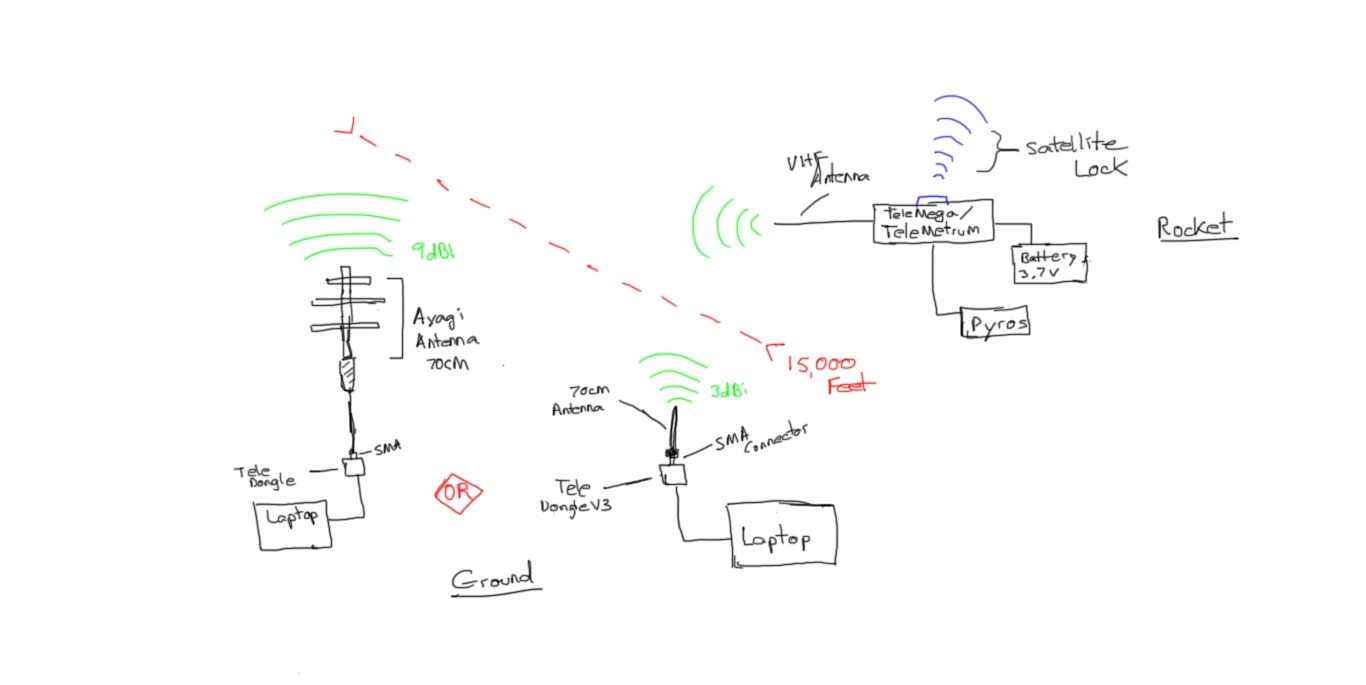 Satellite
Lock
VHF
Antenna
TeleMega/
TeleMetrum
Rocket
Battery
3,7V
Pyros
9dBi
Ayagi
Antenna
70cm
15,000
Feet
3dBi
70cm
Antenna
SMA
Connector
SMA
Tele
Dongle
OR
Tele
DongleV3
Laptop
Laptop
Ground